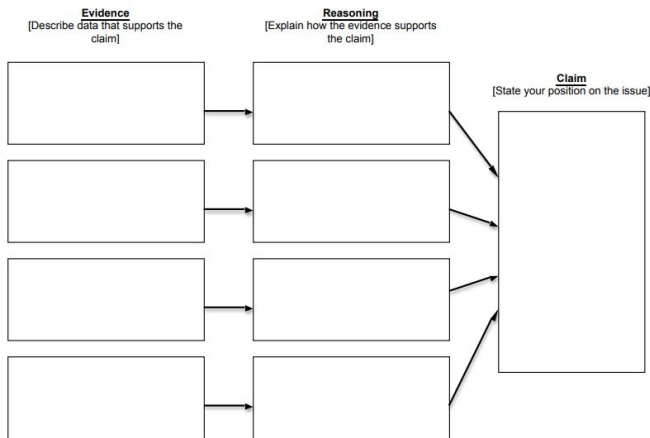 Evidence
[Describe data that supports the
claim]
Reasoning
[Explain how the evidence supports
the claim]
Claim
[State your position on the issue]